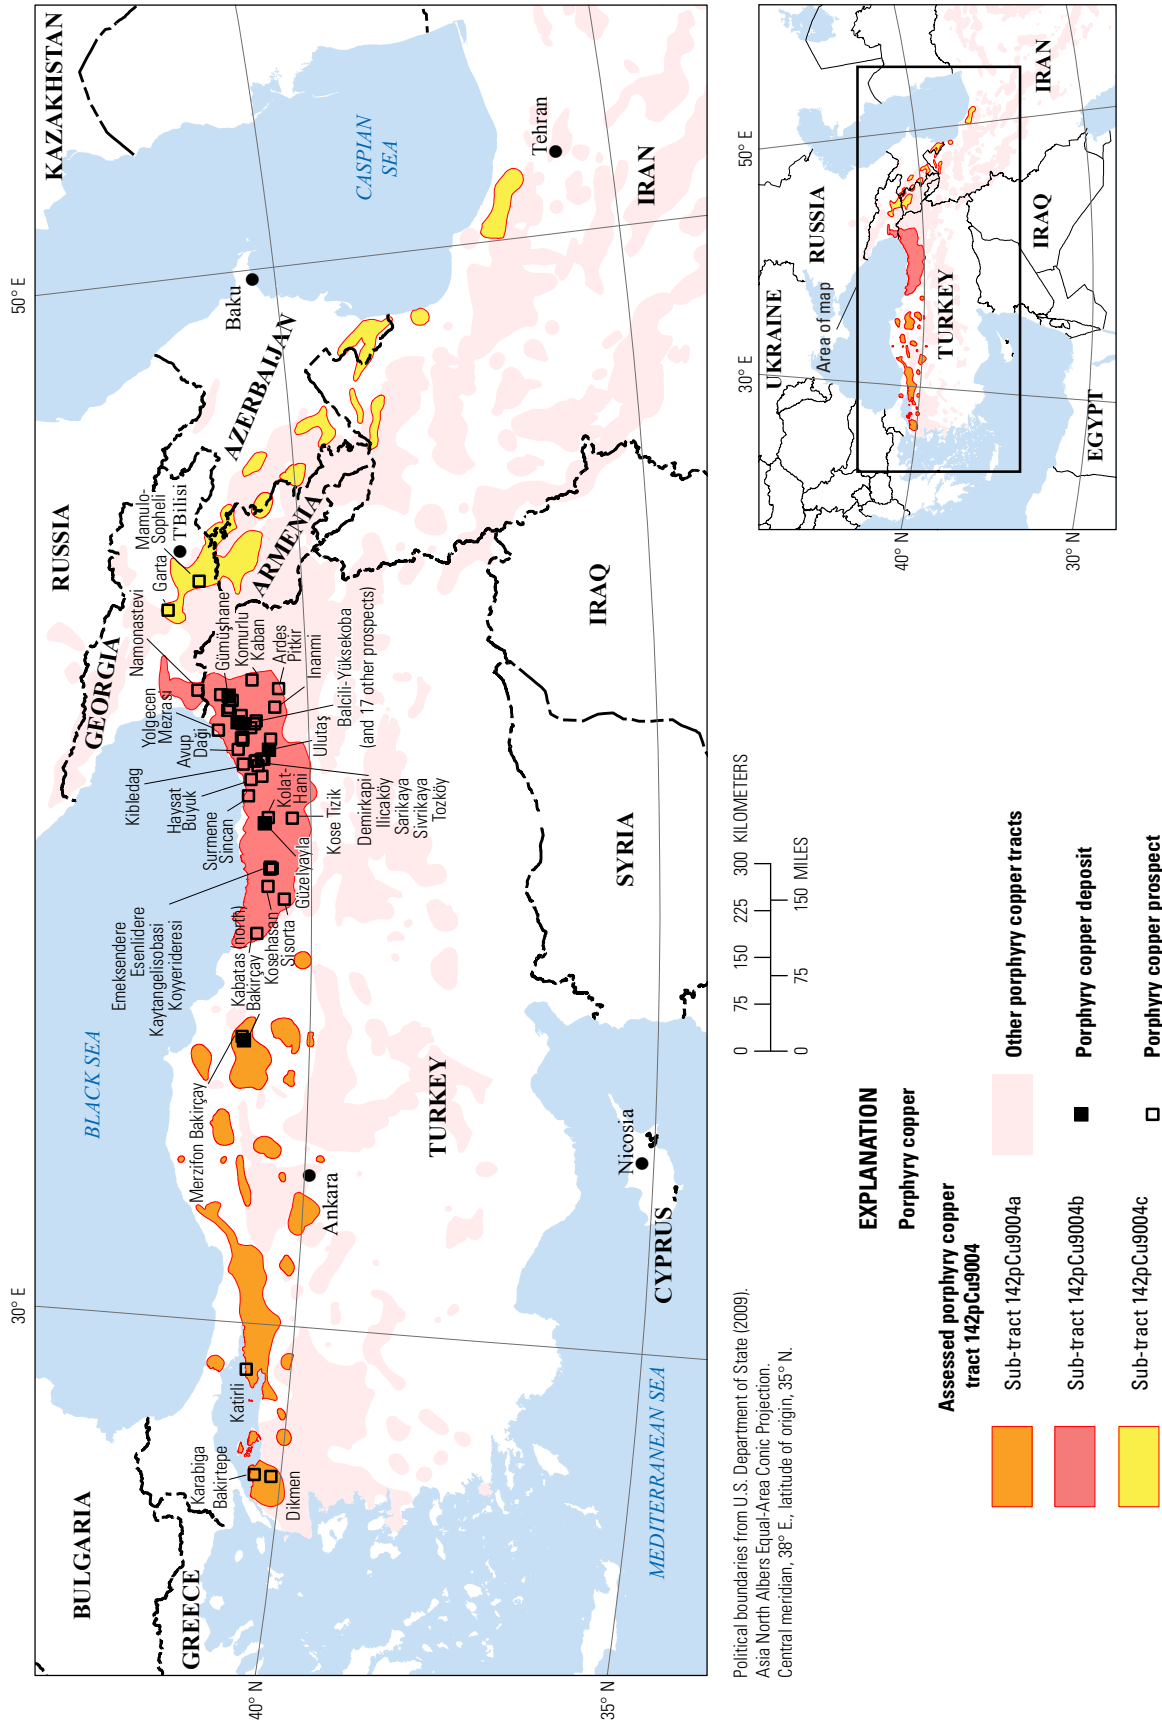 50° E
30° E
40° N
35° N
KAZAKHSTAN
RUSSIA
GEORGIA
BULGARIA
GREECE
BLACK SEA
CASPIAN
SEA
Baku
AZERBAIJAN
ARMENIA
T'Bilisi
Tehran
IRAN
IRAQ
SYRIA
TURKEY
Ankara
Nicosia
CYPRUS
MEDITERRANEAN SEA
Mamulo-
Sopheli
Garta
Namonastevi
Gümüşhane
Komurlu
Kaban
Ardes
Pitkir
Inanmi
Balcili-Yüksekoba
(and 17 other prospects)
Ulutaş
Yolgecen
Mezrasi
Avup
Daği
Kibledag
Haysat
Buyuk
Surmene
Sincan
Kolat-
Hani
Kose Tizik
Demirkapi
Ilicaköy
Sarikaya
Sivrikaya
Tozköy
Güzelyayla
Emeksendere
Esenlidere
Kaytangelisobasi
Koyyerideresi
Kabatas (north)
Bakirçay
Kosehasan
Sisorta
Merzifon Bakirçay
Katirli
Karabiga
Bakirtepe
Dikmen
Political boundaries from U.S. Department of State (2009).
Asia North Albers Equal-Area Conic Projection.
Central meridian, 38° E., latitude of origin, 35° N.
0 75 150 225 300 KILOMETERS
0 75 150 MILES
EXPLANATION
Porphyry copper
Assessed porphyry copper
tract 142pCu9004
Sub-tract 142pCu9004a
Sub-tract 142pCu9004b
Sub-tract 142pCu9004c
Other porphyry copper tracts
Porphyry copper deposit
Porphyry copper prospect
30° E
50° E
40° N
30° N
UKRAINE
RUSSIA
Area of map
TURKEY
IRAN
IRAQ
EGYPT